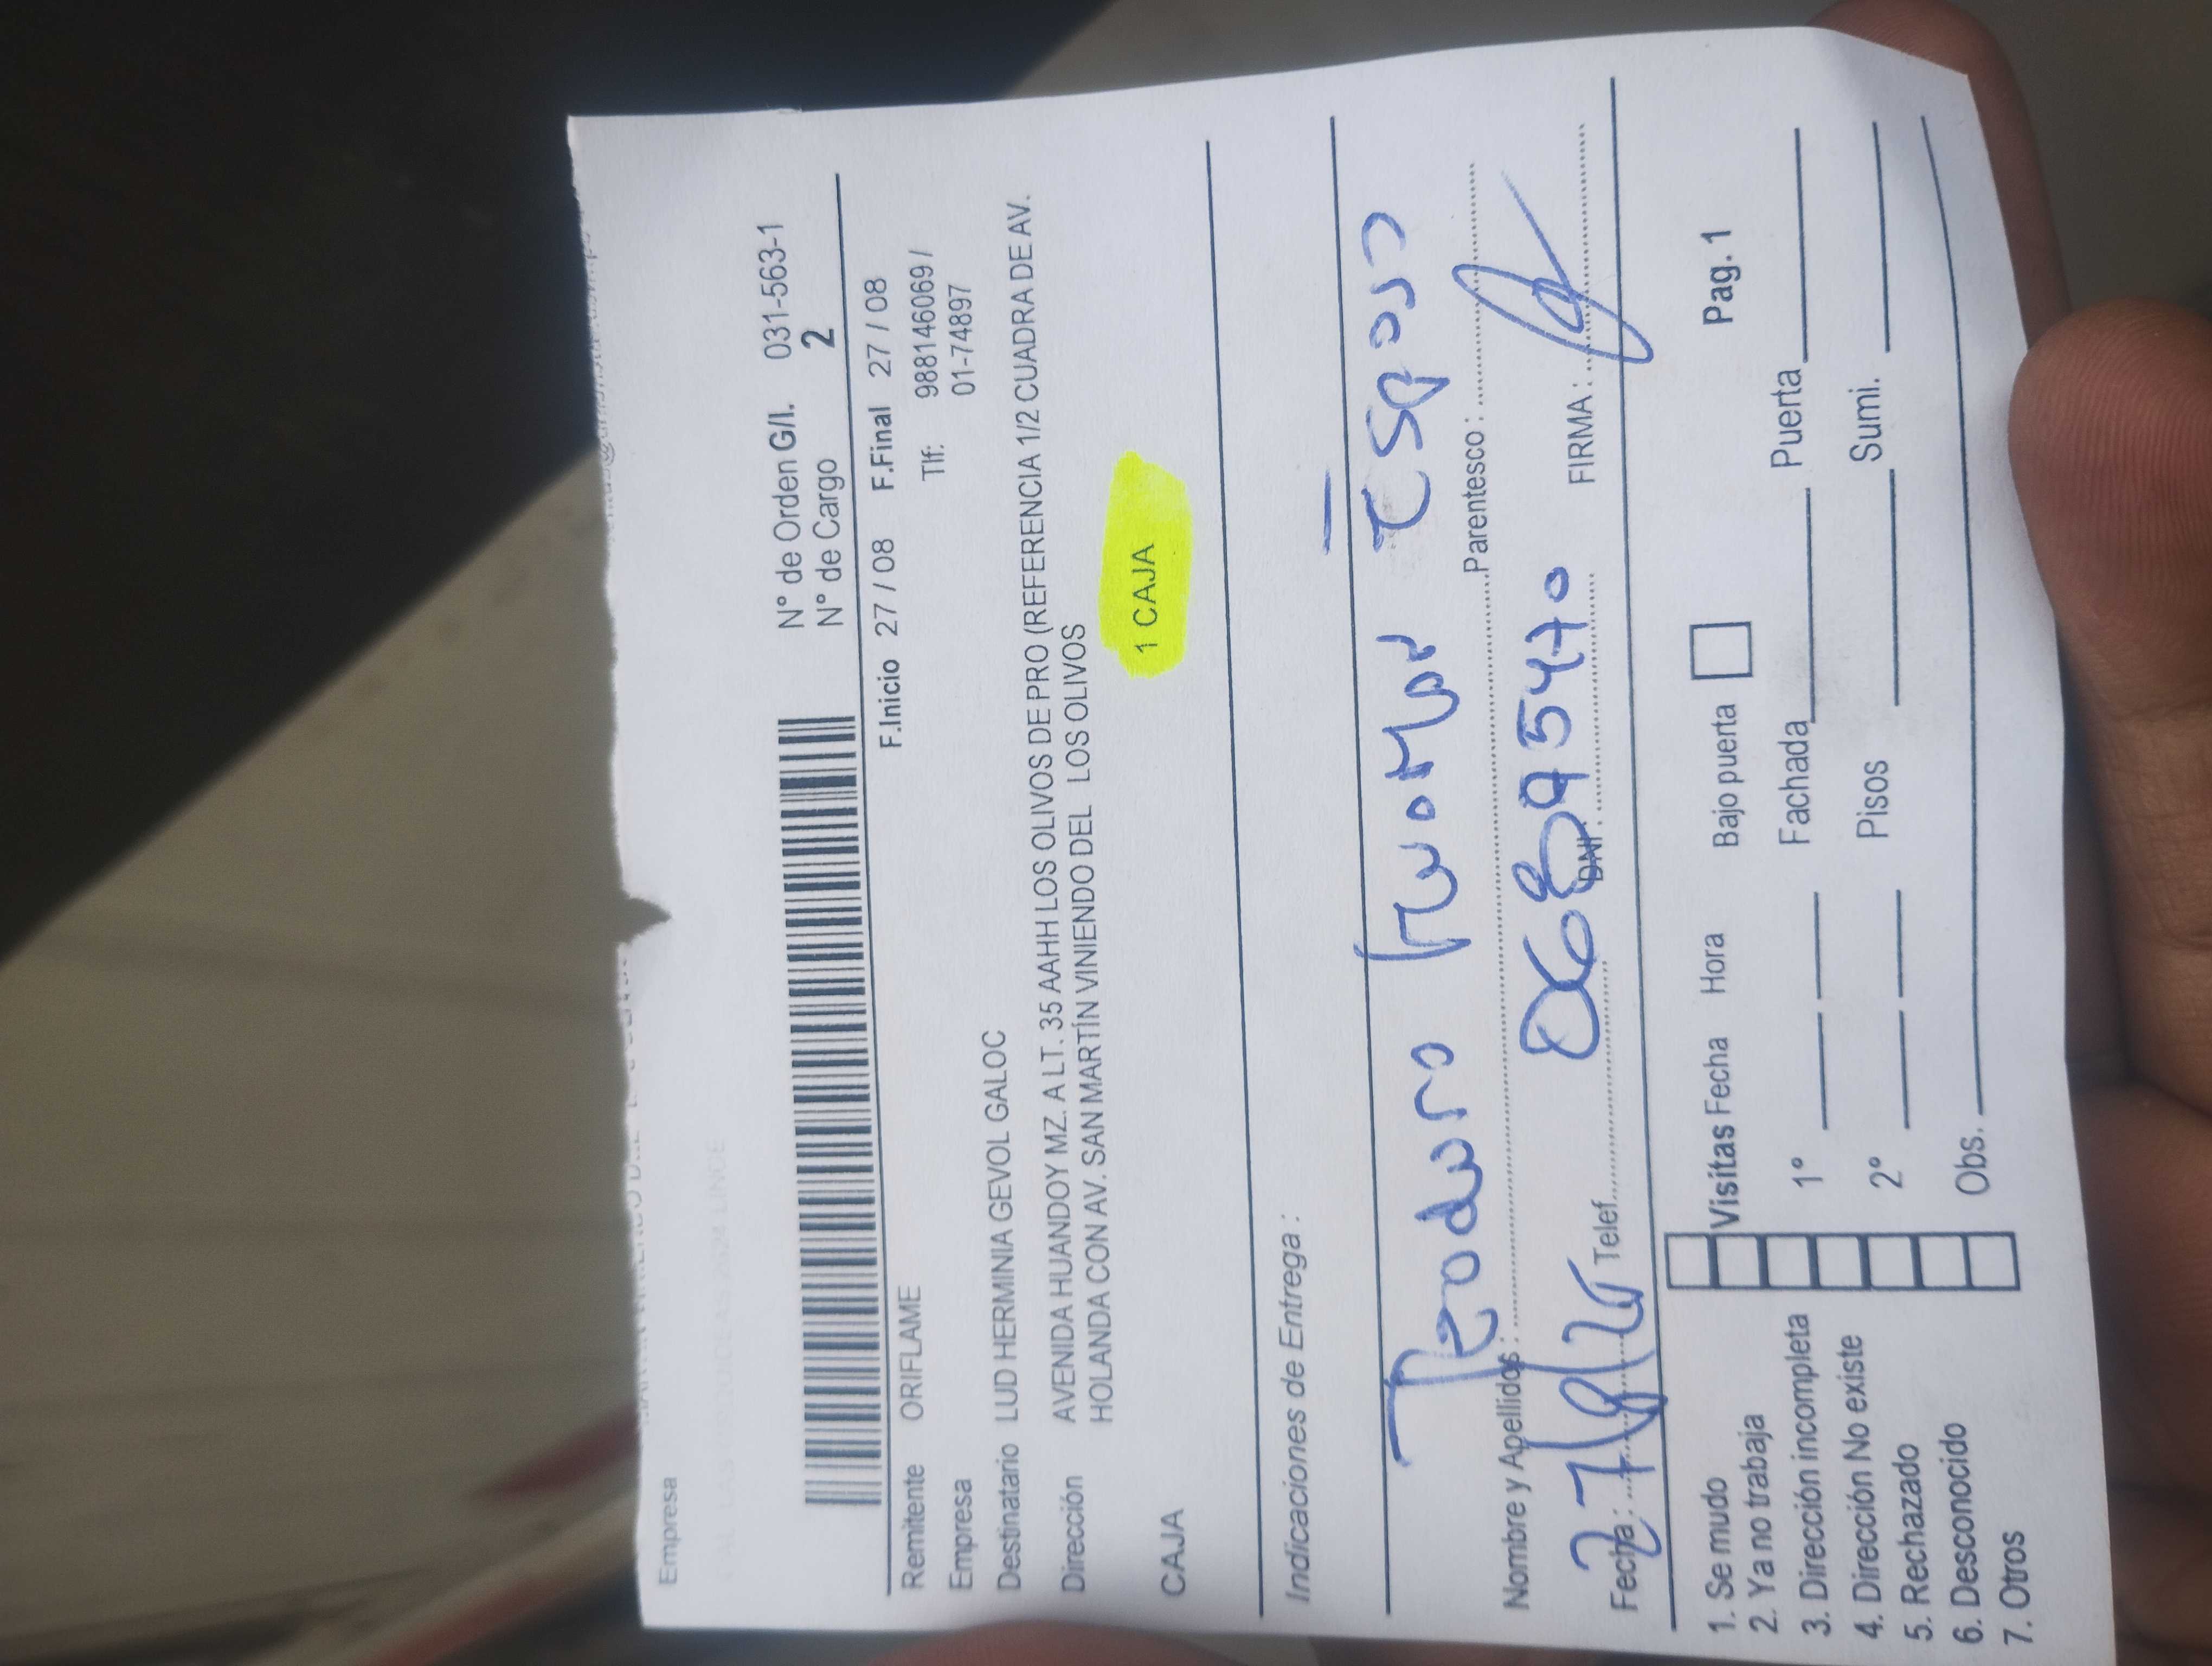 Empresa
N° de Orden G/I. 031-563-1
N° de Cargo 2
F.Inicio 27 / 08 F.Final 27 / 08
Remitente ORIFLAME
Tlf: 988146069 /
01-74897
Empresa
Destinatario LUD HERMINIA GEVOL GALOC
Dirección AVENIDA HUANDOY MZ. A LT. 35 AAHH LOS OLIVOS DE PRO (REFERENCIA 1/2 CUADRA DE AV.
HOLANDA CON AV. SAN MARTÍN VINIENDO DEL LOS OLIVOS
CAJA 1 CAJA
Indicaciones de Entrega :
Teodoro Esposo
Nombre y Apellidos: Parentesco :
27/8/25 06895470
Fecha : Telef. DNI : FIRMA :
1. Se mudo
2. Ya no trabaja
3. Dirección incompleta
4. Dirección No existe
5. Rechazado
6. Desconocido
7. Otros
Visitas Fecha Hora Bajo puerta Pag. 1
1° Fachada Puerta
2° Pisos Sumi.
Obs.